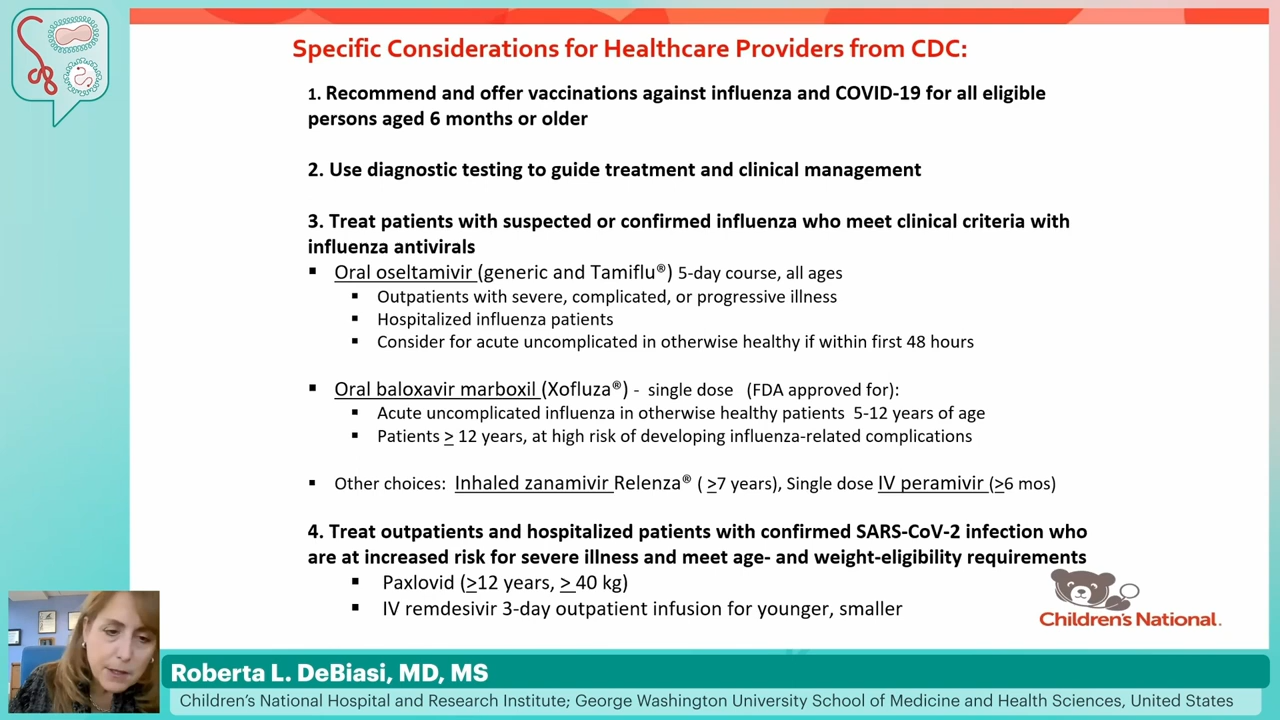 Specific Considerations for Healthcare Providers from CDC:
1. Recommend and offer vaccinations against influenza and COVID-19 for all eligible
persons aged 6 months or older
2. Use diagnostic testing to guide treatment and clinical management
3. Treat patients with suspected or confirmed influenza who meet clinical criteria with
influenza antivirals
▪ Oral oseltamivir (generic and Tamiflu®) 5-day course, all ages
▪ Outpatients with severe, complicated, or progressive illness
▪ Hospitalized influenza patients
▪ Consider for acute uncomplicated in otherwise healthy if within first 48 hours
▪ Oral baloxavir marboxil (Xofluza®) - single dose (FDA approved for):
▪ Acute uncomplicated influenza in otherwise healthy patients 5-12 years of age
▪ Patients ≥ 12 years, at high risk of developing influenza-related complications
▪ Other choices: Inhaled zanamivir Relenza® ( ≥7 years), Single dose IV peramivir (≥6 mos)
4. Treat outpatients and hospitalized patients with confirmed SARS-CoV-2 infection who
are at increased risk for severe illness and meet age- and weight-eligibility requirements
▪ Paxlovid (≥12 years, ≥ 40 kg)
▪ IV remdesivir 3-day outpatient infusion for younger, smaller
Children's National.
Roberta L. DeBiasi, MD, MS
Children's National Hospital and Research Institute; George Washington University School of Medicine and Health Sciences, United States